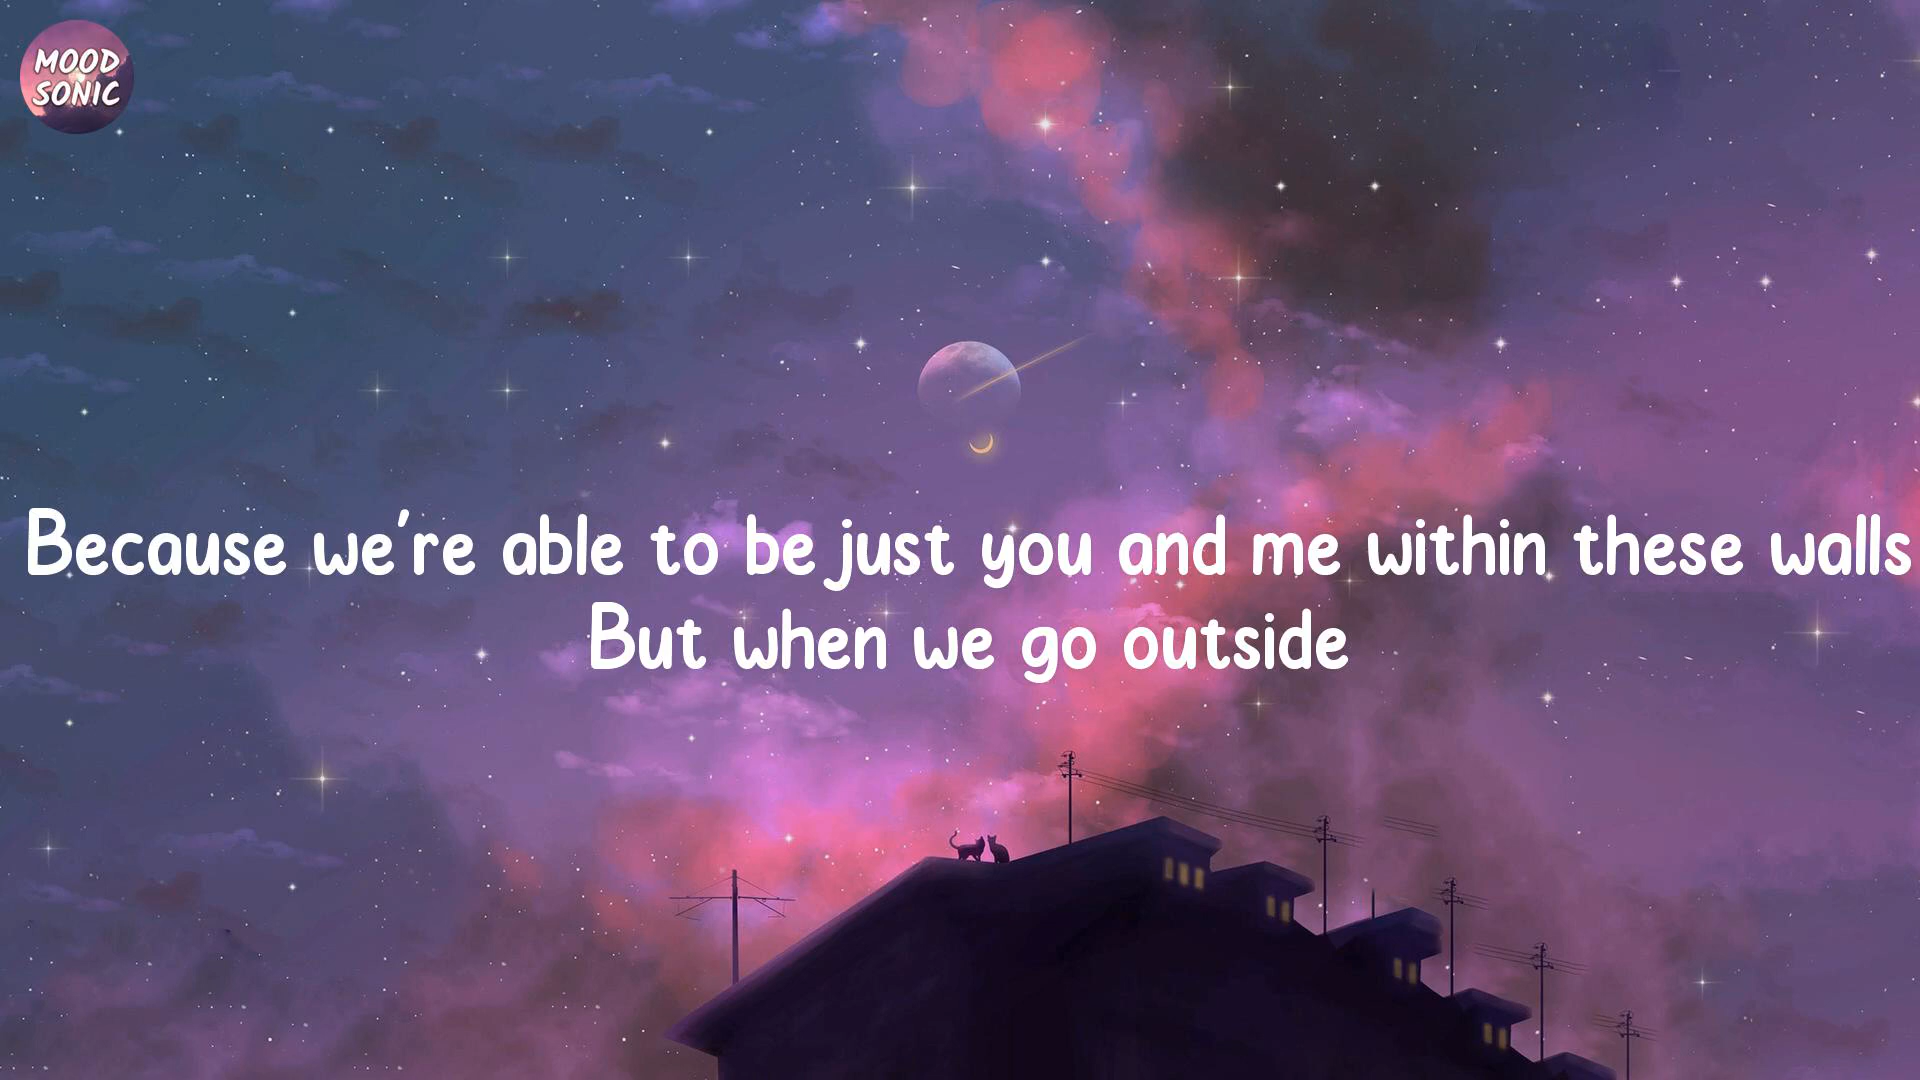 MOOD
SONIC
Because we're able to be just you and me within these walls
But when we go outside